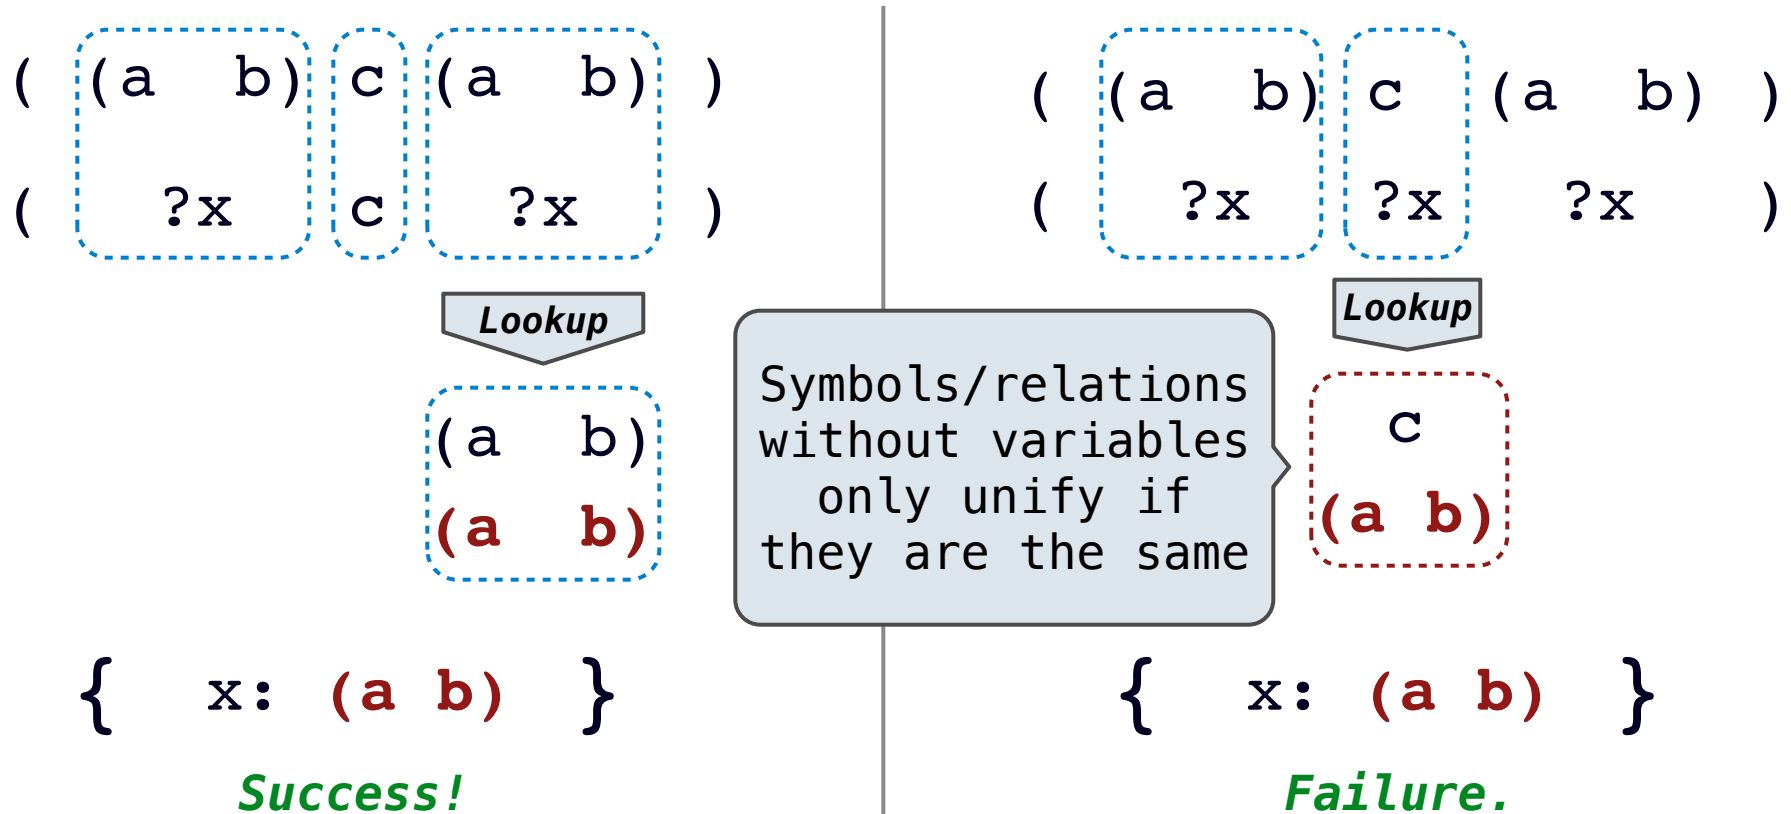 ( (a b) c (a b) )
( ?x c ?x )
Lookup
(a b)
(a b)
{ x: (a b) }
Success!
( (a b) c (a b) )
( ?x ?x ?x )
Lookup
Symbols/relations
without variables
only unify if
they are the same
c
(a b)
{ x: (a b) }
Failure.